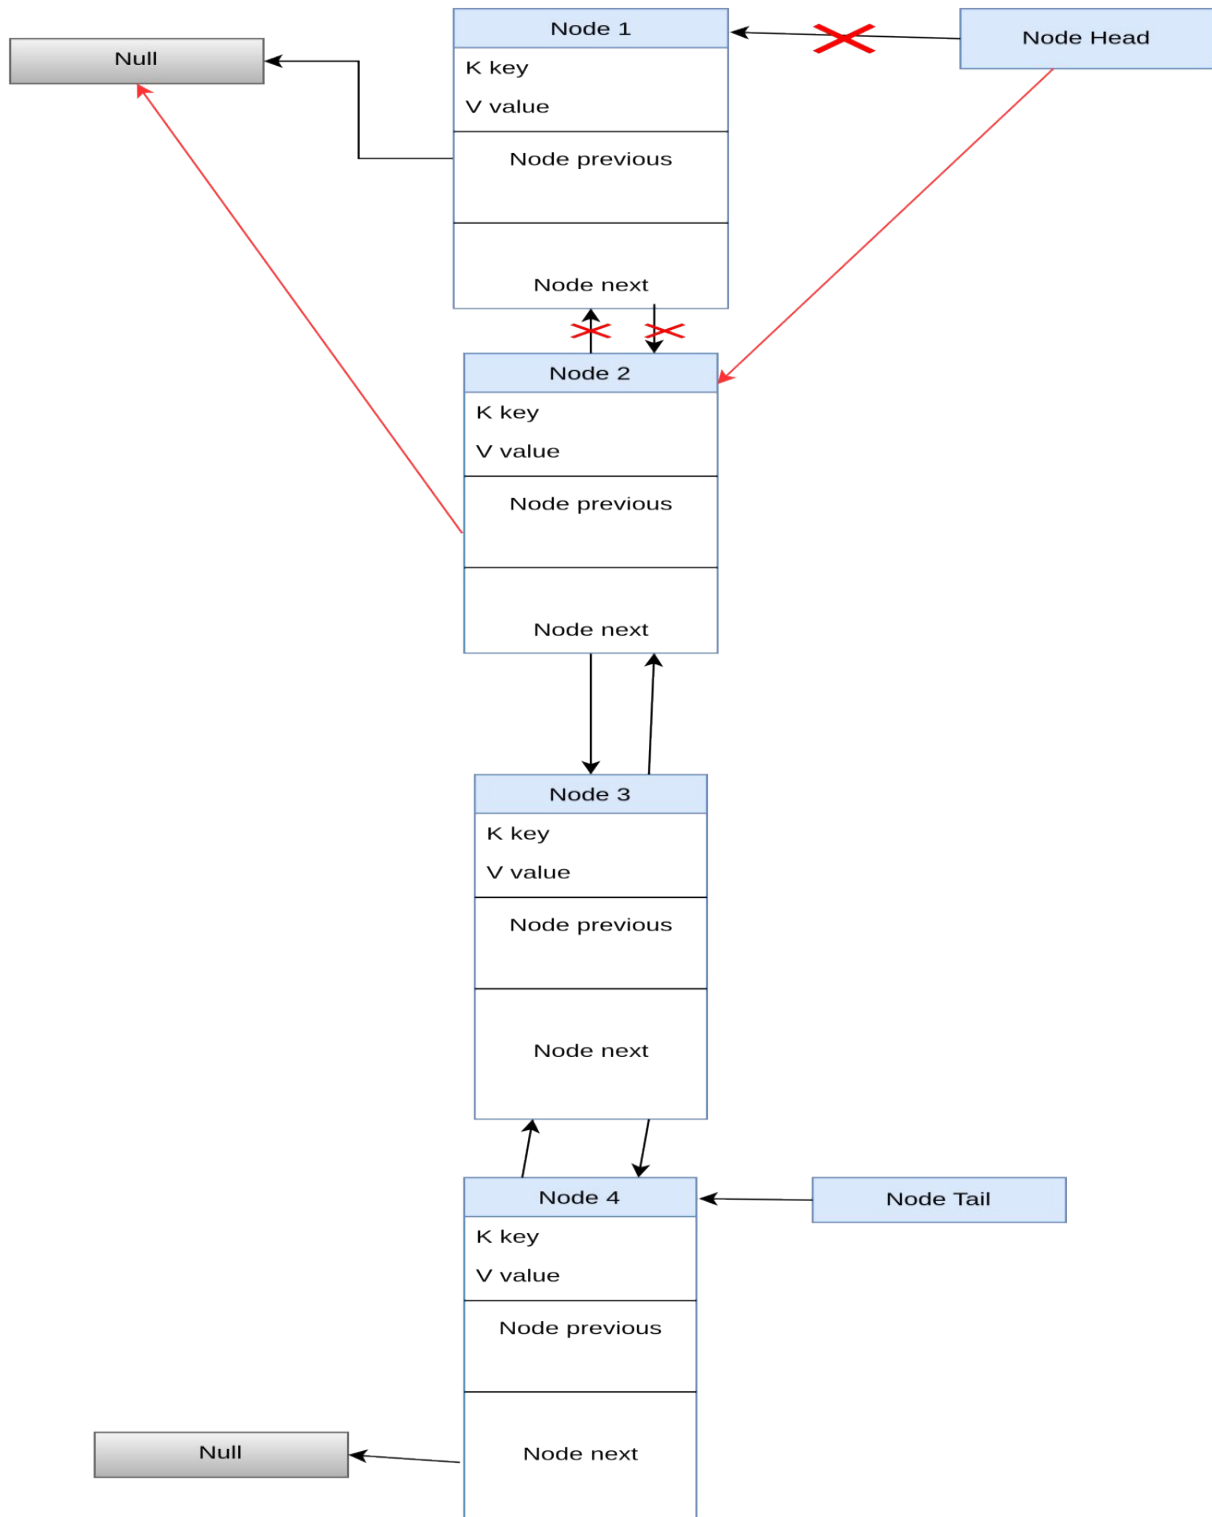 Node 1
Node Head
Null
K key
V value
Node previous
Node next
Node 2
K key
V value
Node previous
Node next
Node 3
K key
V value
Node previous
Node next
Node 4
Node Tail
K key
V value
Node previous
Null
Node next